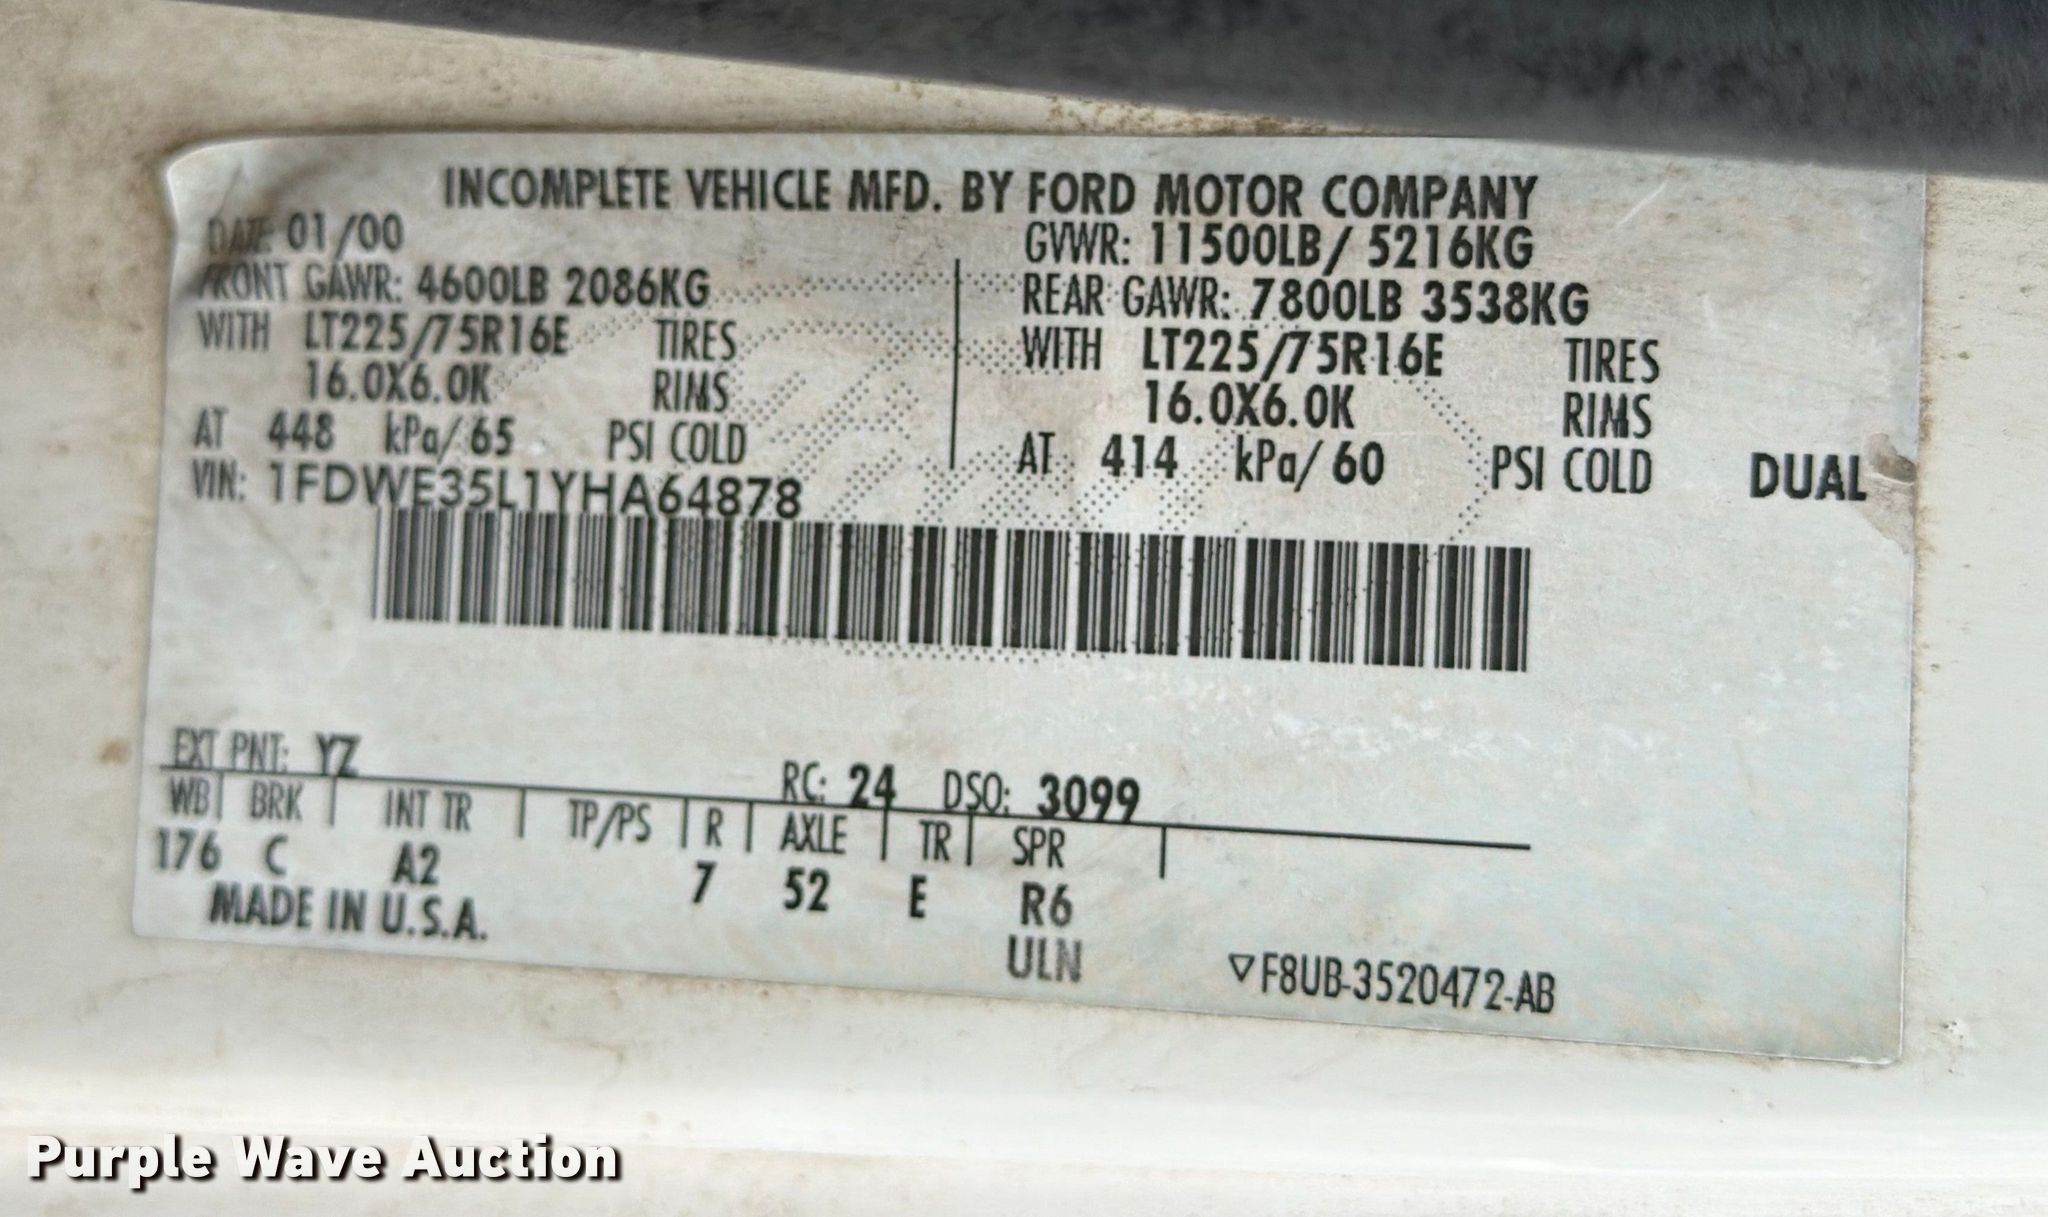 INCOMPLETE VEHICLE MFD. BY FORD MOTOR COMPANY
DATE: 01/00 GVWR: 11500LB/ 5216KG
FRONT GAWR: 4600LB 2086KG REAR GAWR: 7800LB 3538KG
WITH LT225/75R16E TIRES WITH LT225/75R16E TIRES
16.0X6.0K RIMS 16.0X6.0K RIMS
AT 448 kPa/ 65 PSI COLD AT 414 kPa/ 60 PSI COLD DUAL
VIN: 1FDWE35L1YHA64878
EXT PNT: YZ RC: 24 DSO: 3099
WB BRK INT TR TP/PS R AXLE TR SPR
176 C A2 7 52 E R6
MADE IN U.S.A. ULN
▽F8UB-3520472-AB
Purple Wave Auction